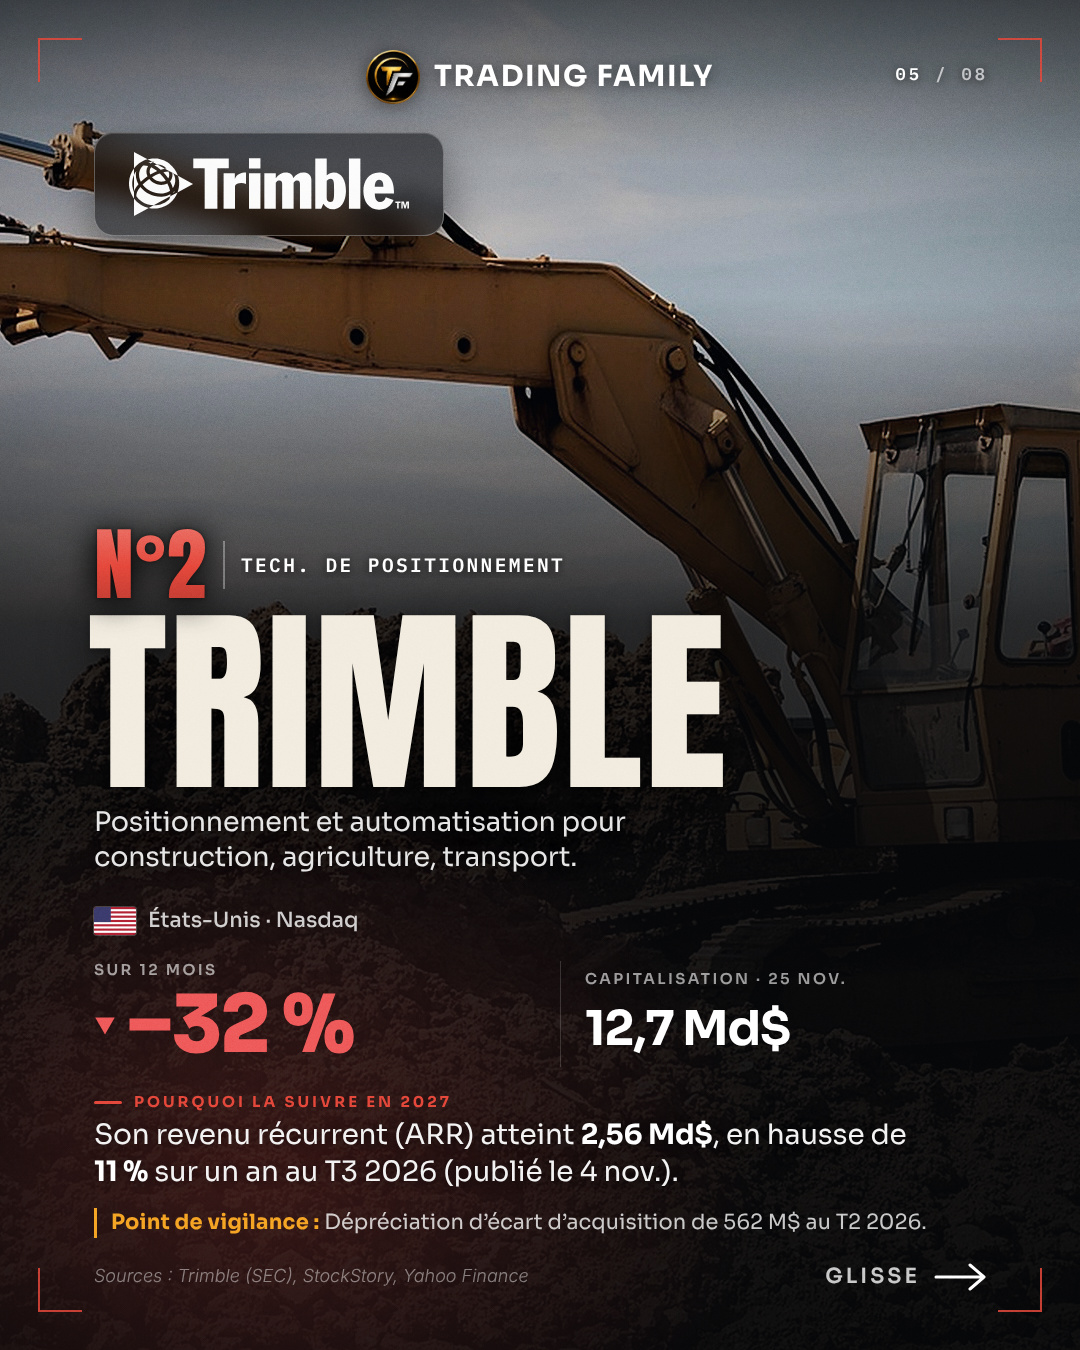 TRADING FAMILY
05 / 08
Trimble™
N°2
TECH. DE POSITIONNEMENT
TRIMBLE
Positionnement et automatisation pour
construction, agriculture, transport.
États-Unis · Nasdaq
SUR 12 MOIS
▼ −32 %
CAPITALISATION · 25 NOV.
12,7 Md$
POURQUOI LA SUIVRE EN 2027
Son revenu récurrent (ARR) atteint 2,56 Md$, en hausse de
11 % sur un an au T3 2026 (publié le 4 nov.).
Point de vigilance : Dépréciation d’écart d’acquisition de 562 M$ au T2 2026.
Sources : Trimble (SEC), StockStory, Yahoo Finance
GLISSE →